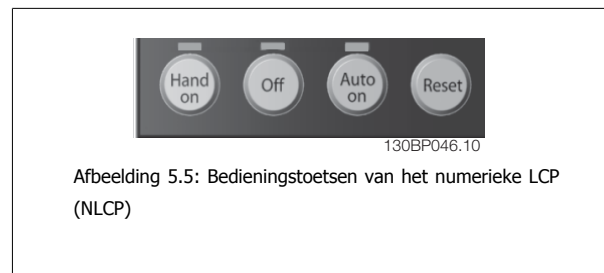 Hand
on
Off
Auto
on
Reset
130BP046.10
Afbeelding 5.5: Bedieningstoetsen van het numerieke LCP
(NLCP)